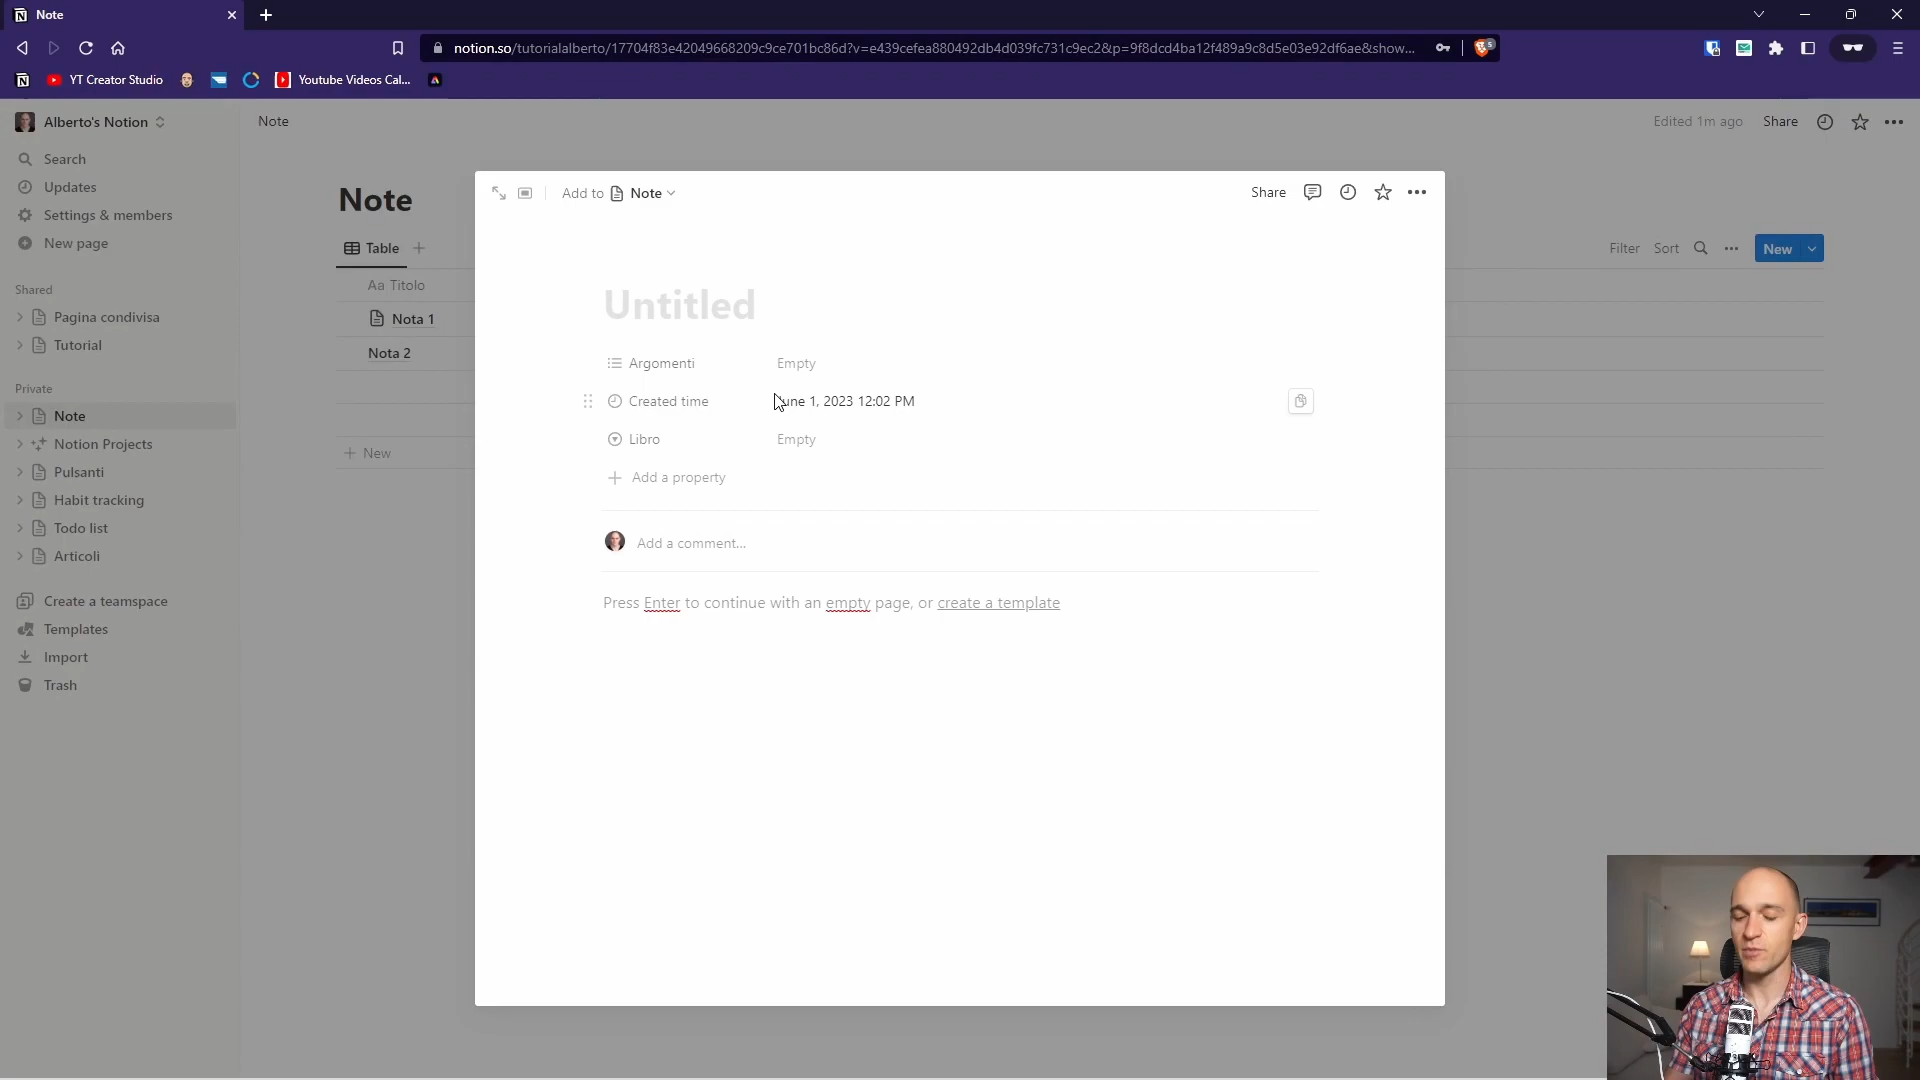 Note
notion.so/tutorialalberto/17704f83e42049668209c9ce701bc86d?v=e439cefea880492db4d039fc731c9ec2&p=9f8dcd4ba12f489a9c8d5e03e92df6ae&show...
5
YT Creator Studio
Youtube Videos Cal...
Alberto's Notion
Note
Edited 1m ago
Share
Search
Updates
Settings & members
New page
Shared
Pagina condivisa
Tutorial
Private
Note
Notion Projects
Pulsanti
Habit tracking
Todo list
Articoli
Create a teamspace
Templates
Import
Trash
Note
Table
Filter Sort
New
Aa Titolo
Nota 1
Nota 2
New
Add to Note
Share
Untitled
Argomenti Empty
Created time June 1, 2023 12:02 PM
Libro Empty
Add a property
Add a comment...
Press Enter to continue with an empty page, or create a template